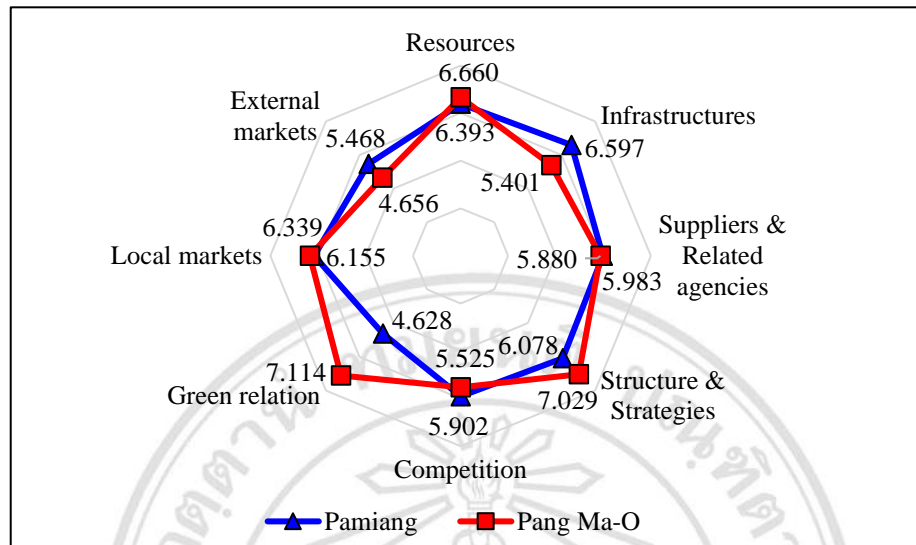 Resources
6.660
External
markets
5.468
6.393
Infrastructures
6.597
5.401
4.656
6.339
Suppliers &
Related
agencies
Local markets
6.155
5.880
5.983
4.628
5.525
6.078
7.114
Green relation
Structure &
Strategies
7.029
5.902
Competition
Pamiang
Pang Ma-O